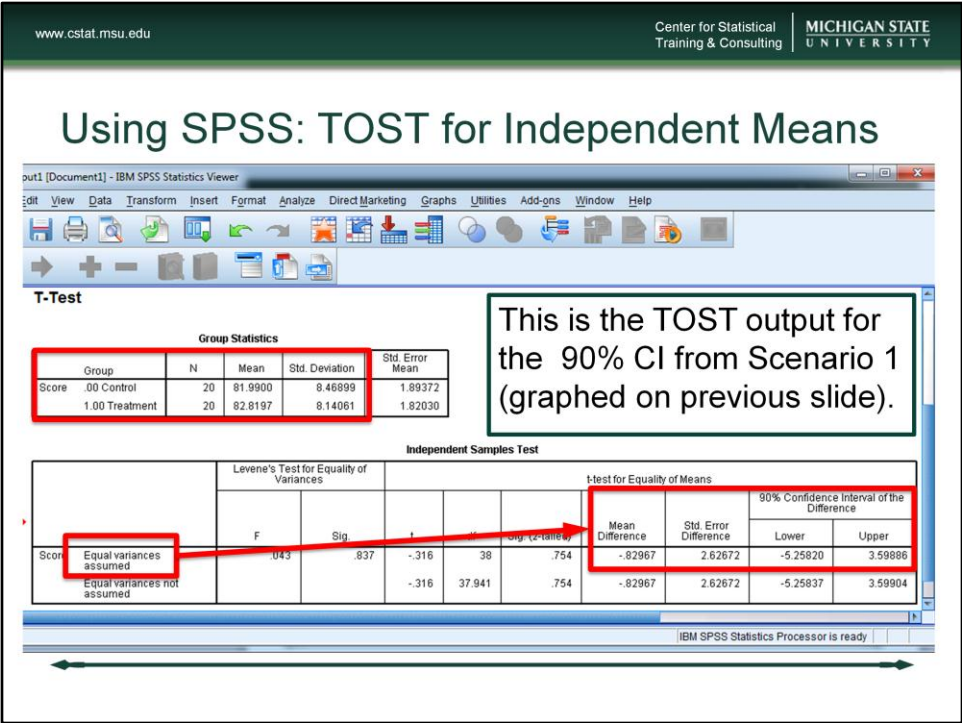 www.cstat.msu.edu
Center for Statistical
Training & Consulting
MICHIGAN STATE
UNIVERSITY
Using SPSS: TOST for Independent Means
put1 [Document1] - IBM SPSS Statistics Viewer
Edit View Data Transform Insert Format Analyze Direct Marketing Graphs Utilities Add-ons Window Help
T-Test
This is the TOST output for
the 90% CI from Scenario 1
(graphed on previous slide).
Group Statistics
Group N Mean Std. Deviation Std. Error Mean
Score .00 Control 20 81.9900 8.46899 1.89372
1.00 Treatment 20 82.8197 8.14061 1.82030
Independent Samples Test
Levene's Test for Equality of Variances
t-test for Equality of Means
90% Confidence Interval of the Difference
F Sig. t df Sig. (2-tailed) Mean Difference Std. Error Difference Lower Upper
Score Equal variances assumed .043 .837 -.316 38 .754 -.82967 2.62672 -5.25820 3.59886
Equal variances not assumed -.316 37.941 .754 -.82967 2.62672 -5.25837 3.59904
IBM SPSS Statistics Processor is ready